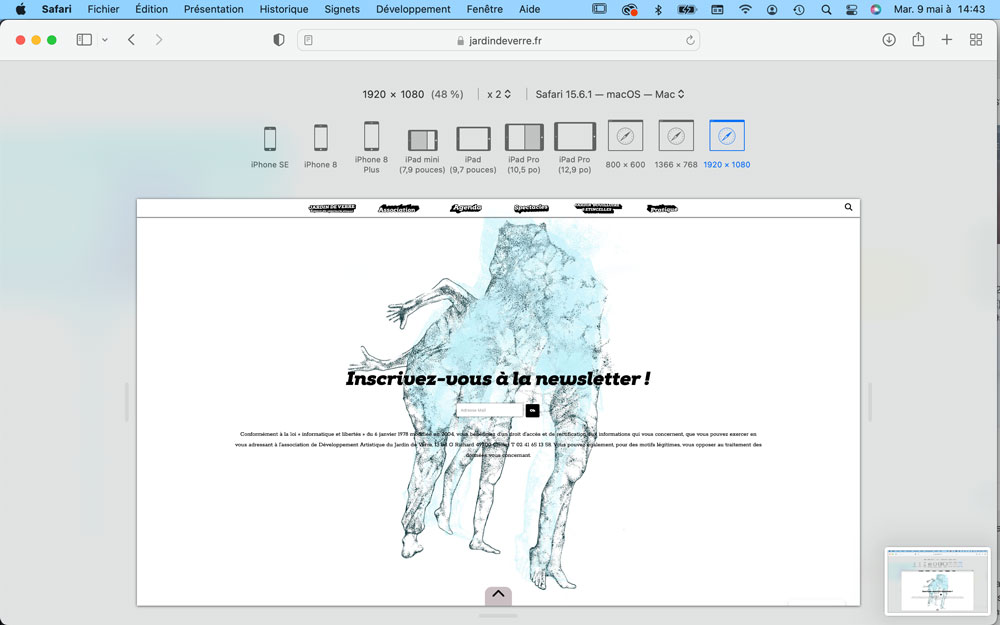 Safari Fichier Édition Présentation Historique Signets Développement Fenêtre Aide Mar. 9 mai à 14:43
jardindeverre.fr
1920 × 1080 (48 %) x 2 Safari 15.6.1 — macOS — Mac
iPhone SE
iPhone 8
iPhone 8
Plus
iPad mini
(7,9 pouces)
iPad
(9,7 pouces)
iPad Pro
(10,5 po)
iPad Pro
(12,9 po)
800 × 600
1366 × 768
1920 × 1080
JARDIN DE VERRE
Association
Agenda
Spectacles
Pratique
Inscrivez-vous à la newsletter !
adresse Mail
Ok
Conformément à la loi « informatique et libertés » du 6 janvier 1978 modifiée en 2004, vous bénéficiez d'un droit d'accès et de rectification aux informations qui vous concernent, que vous pouvez exercer en
vous adressant à l'association de Développement Artistique du Jardin de Verre, 13 bd G Richard 49300 Cholet T 02 41 65 13 58. Vous pouvez également, pour des motifs légitimes, vous opposer au traitement des
données vous concernant.